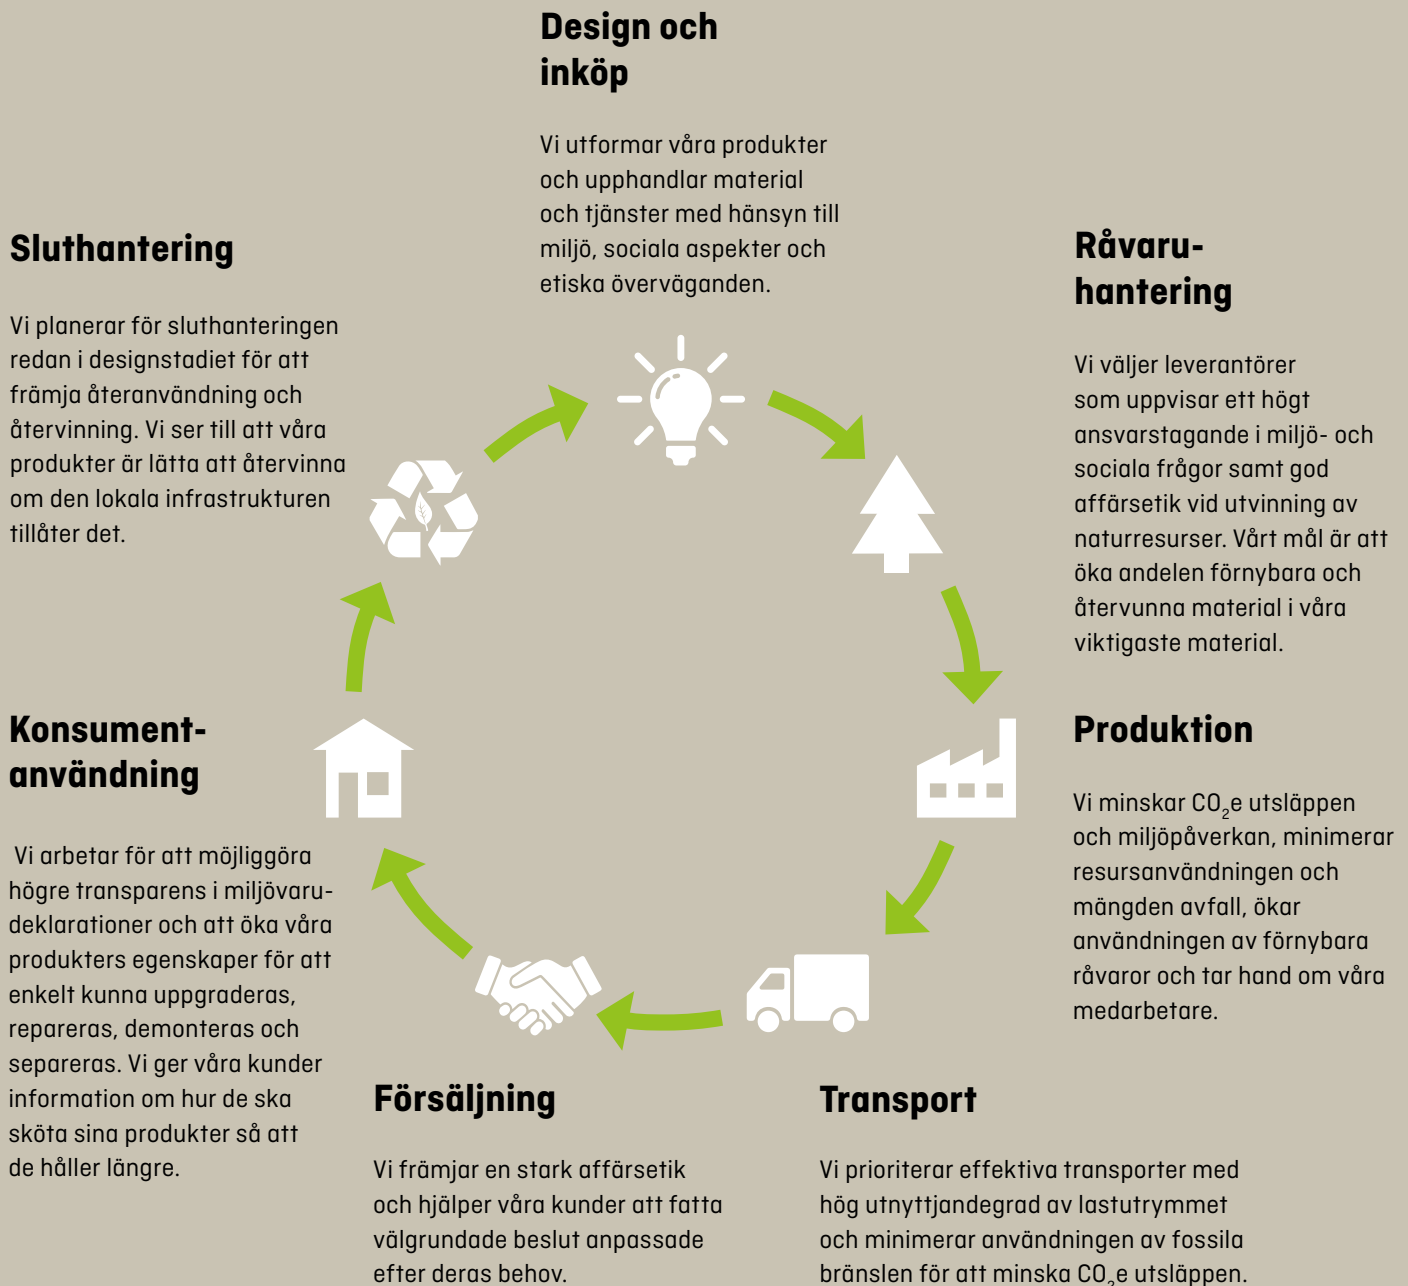 Design och
inköp
Vi utformar våra produkter
och upphandlar material
och tjänster med hänsyn till
miljö, sociala aspekter och
etiska överväganden.
Råvaru-
hantering
Vi väljer leverantörer
som uppvisar ett högt
ansvarstagande i miljö- och
sociala frågor samt god
affärsetik vid utvinning av
naturresurser. Vårt mål är att
öka andelen förnybara och
återvunna material i våra
viktigaste material.
Produktion
Vi minskar CO₂e utsläppen
och miljöpåverkan, minimerar
resursanvändningen och
mängden avfall, ökar
användningen av förnybara
råvaror och tar hand om våra
medarbetare.
Transport
Vi prioriterar effektiva transporter med
hög utnyttjandegrad av lastutrymmet
och minimerar användningen av fossila
bränslen för att minska CO₂e utsläppen.
Försäljning
Vi främjar en stark affärsetik
och hjälper våra kunder att fatta
välgrundade beslut anpassade
efter deras behov.
Konsument-
användning
Vi arbetar för att möjliggöra
högre transparens i miljövaru-
deklarationer och att öka våra
produkters egenskaper för att
enkelt kunna uppgraderas,
repareras, demonteras och
separeras. Vi ger våra kunder
information om hur de ska
sköta sina produkter så att
de håller längre.
Sluthantering
Vi planerar för sluthanteringen
redan i designstadiet för att
främja återanvändning och
återvinning. Vi ser till att våra
produkter är lätta att återvinna
om den lokala infrastrukturen
tillåter det.